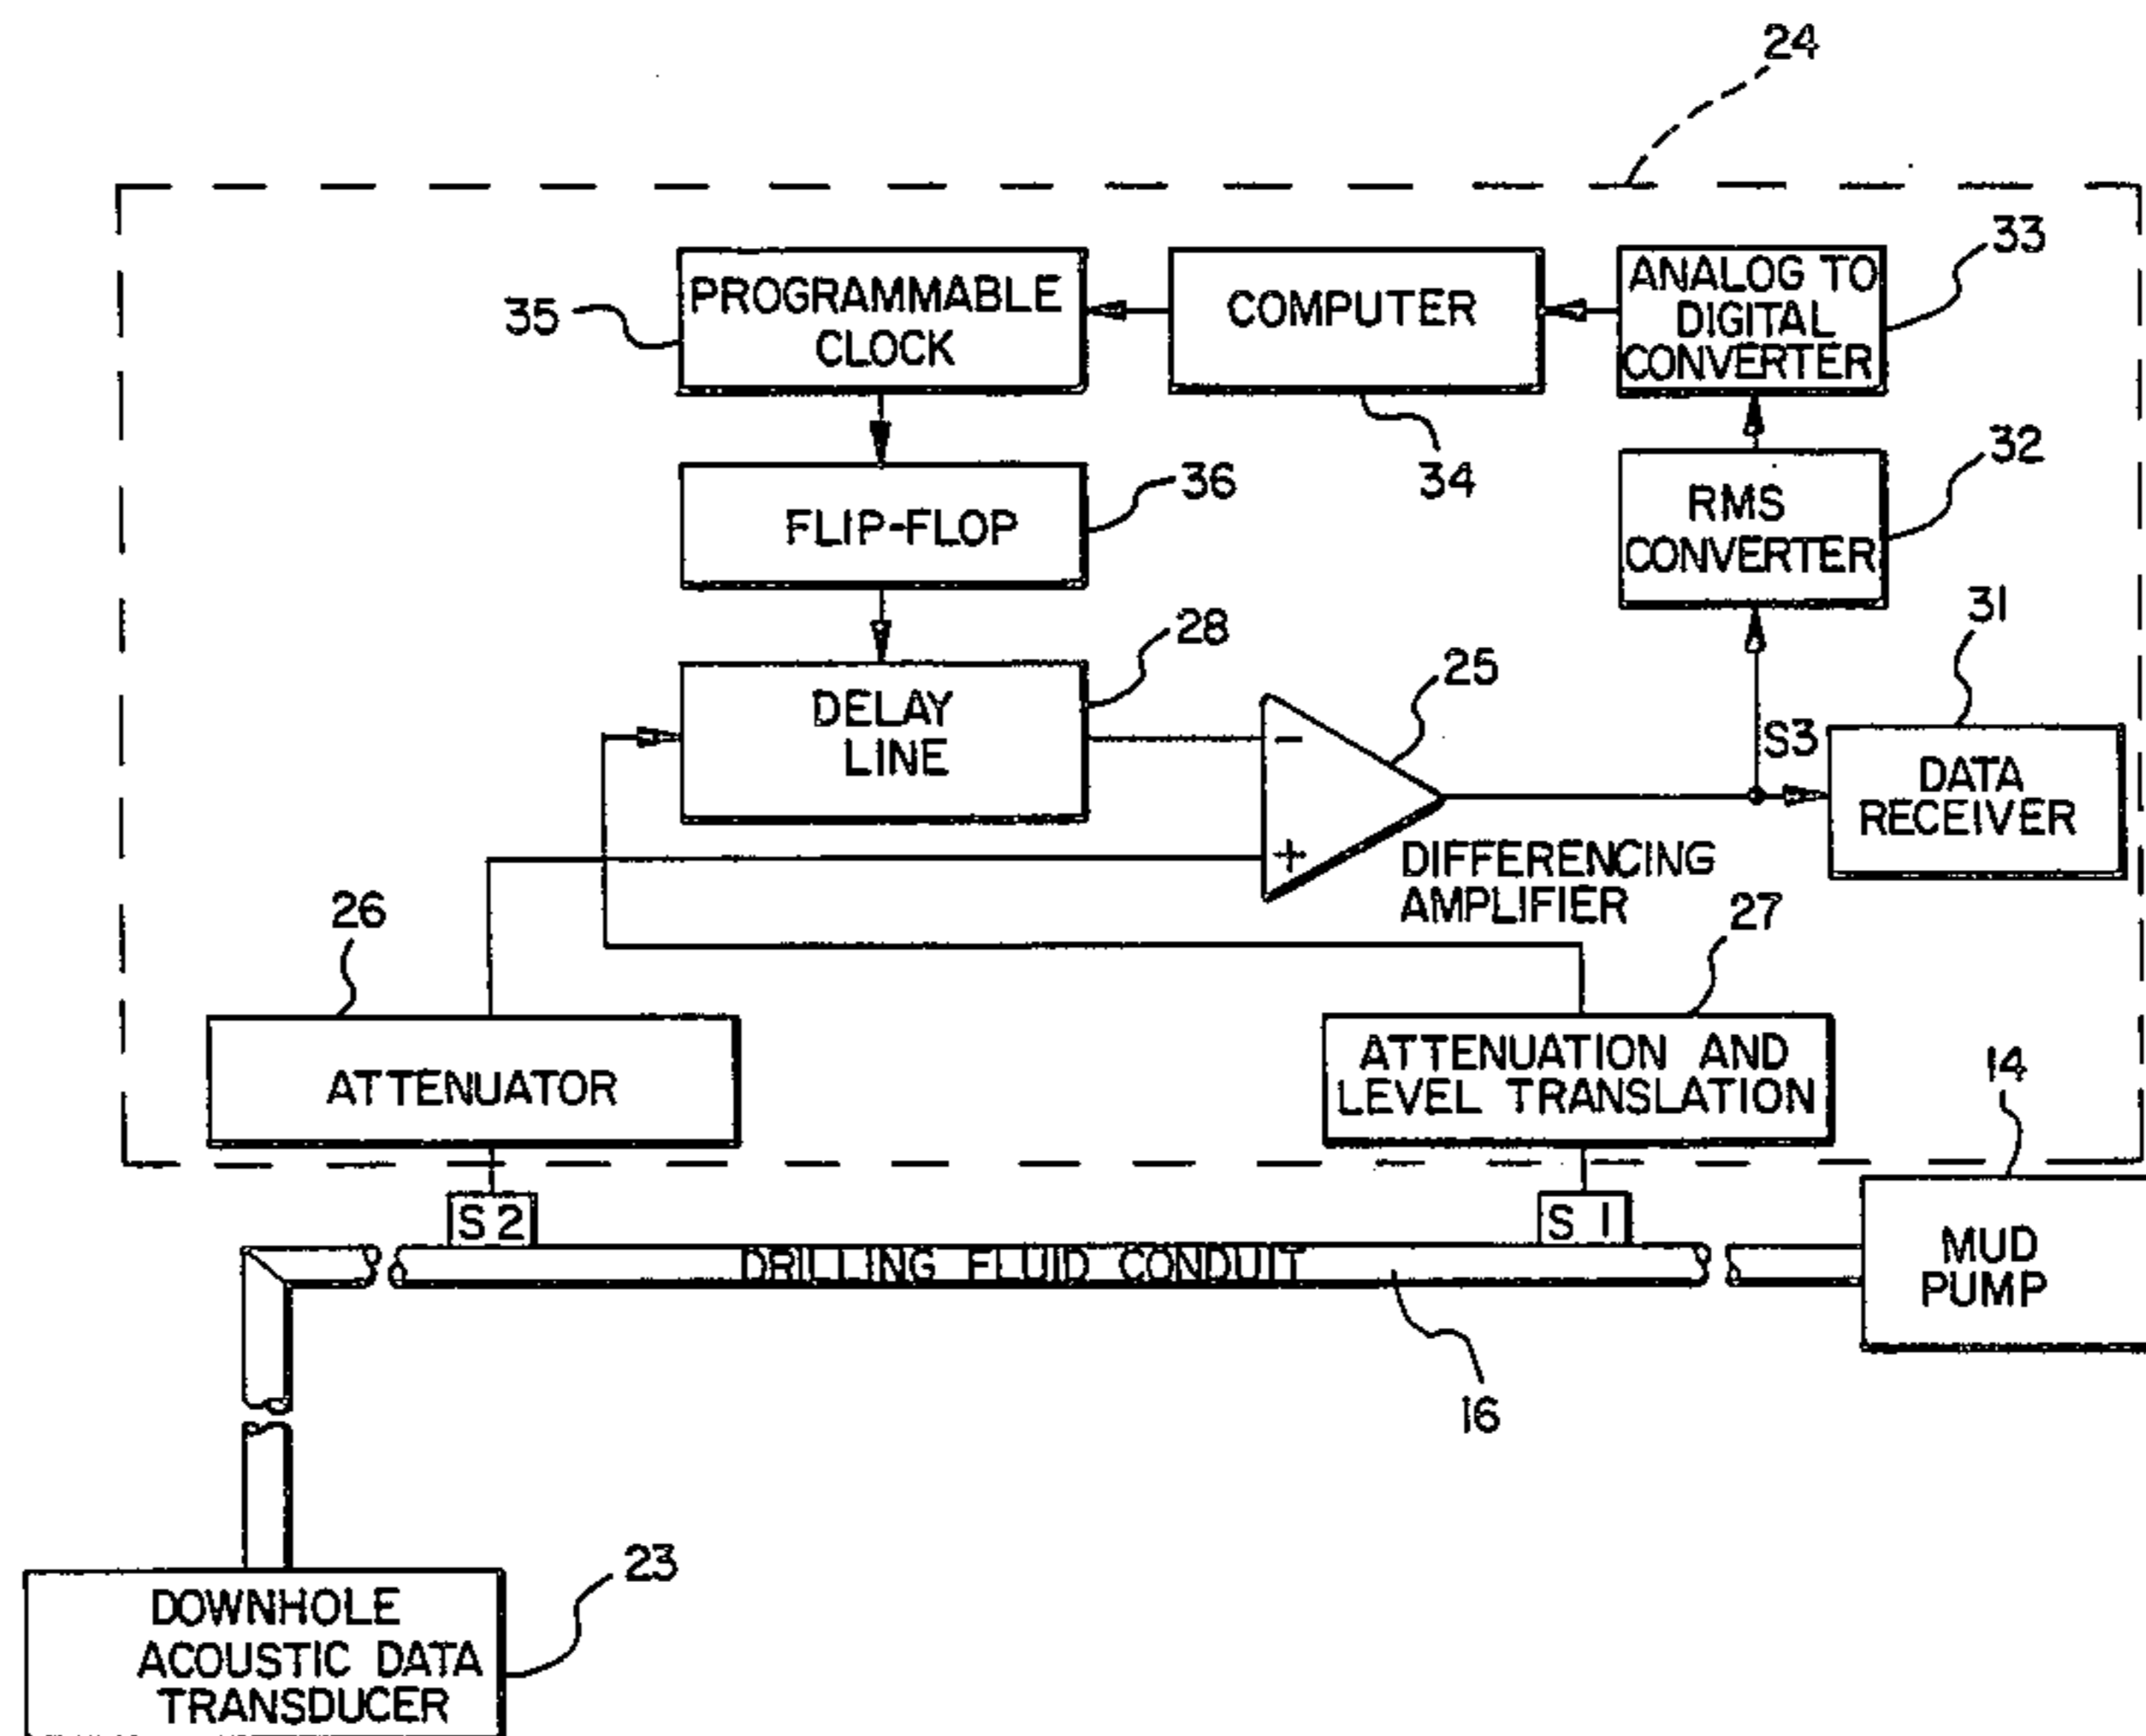 24
PROGRAMMABLE
CLOCK
35
COMPUTER
34
ANALOG TO
DIGITAL
CONVERTER
33
FLIP-FLOP
36
RMS
CONVERTER
32
DELAY
LINE
28
-
+
25
DIFFERENCING
AMPLIFIER
S3
DATA
RECEIVER
31
ATTENUATOR
26
ATTENUATION AND
LEVEL TRANSLATION
27
S2
S1
DRILLING FLUID CONDUIT
16
MUD
PUMP
14
DOWNHOLE
ACOUSTIC DATA
TRANSDUCER
23